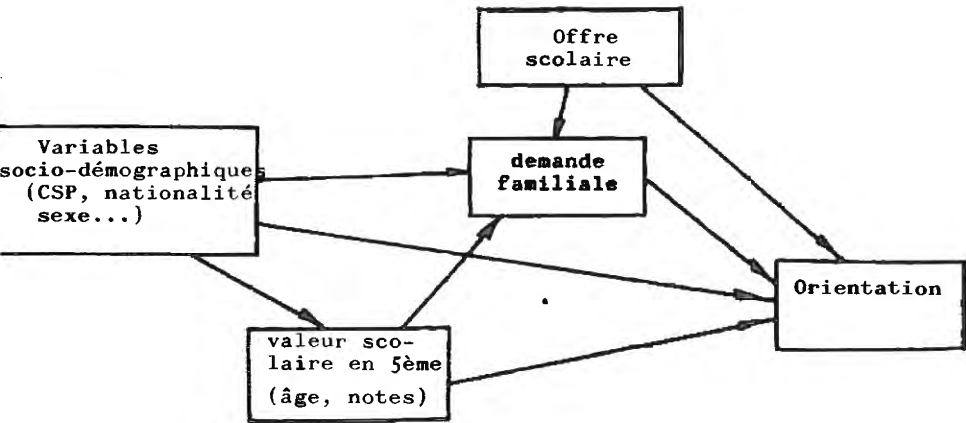 Offre
scolaire
Variables
socio-démographiques
(CSP, nationalité
sexe...)
demande
familiale
Orientation
valeur sco-
laire en 5ème
(âge, notes)